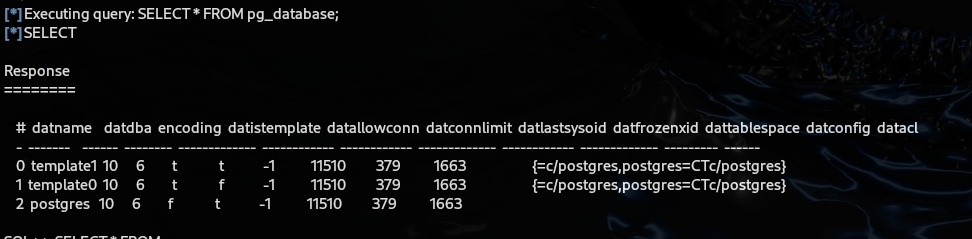 [*]Executing query: SELECT * FROM pg_database;
[*]SELECT
Response
========
# datname datdba encoding datistemplate datallowconn datconnlimit datlastsysoid datfrozenxid dattablespace datconfig datacl
- ------- ------ -------- ------------- ------------ ------------ ------------- ------------ ------------- --------- ------
0 template1 10 6 t t -1 11510 379 1663 {=c/postgres,postgres=CTc/postgres}
1 template0 10 6 t f -1 11510 379 1663 {=c/postgres,postgres=CTc/postgres}
2 postgres 10 6 f t -1 11510 379 1663
SELECT * FROM